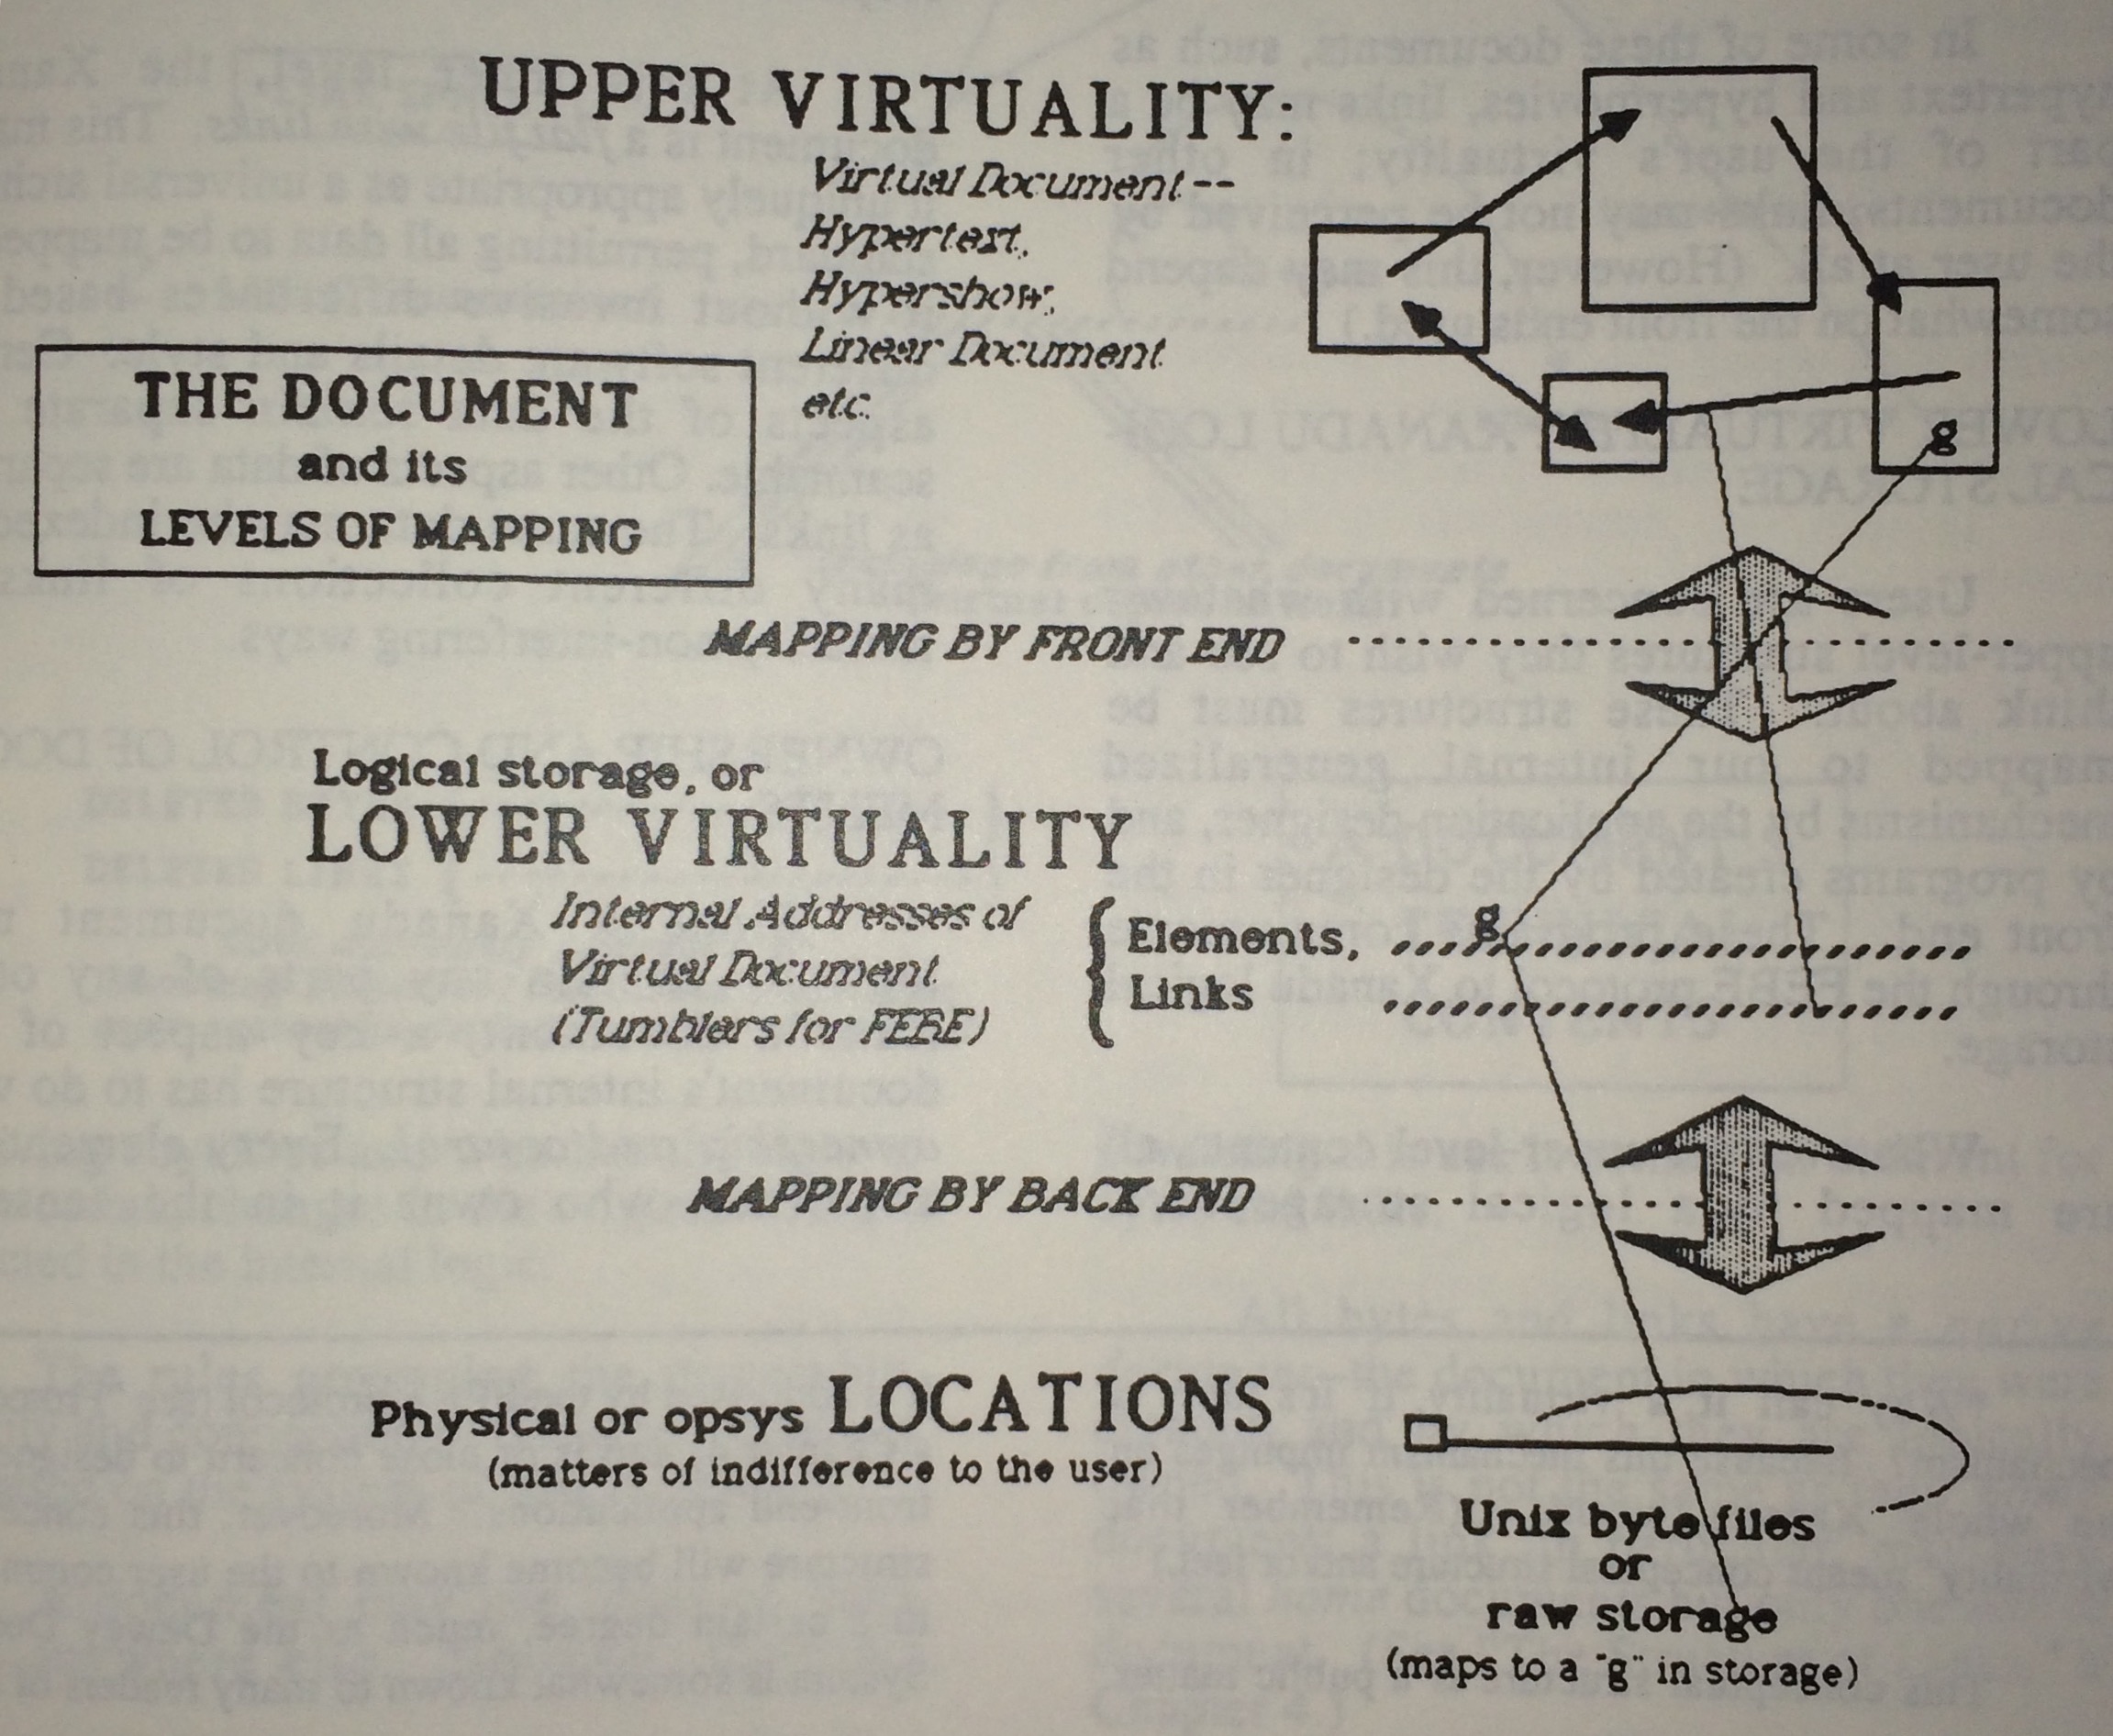 UPPER VIRTUALITY:
Virtual Document--
Hypertext,
Hypershow,
Linear Document
etc.
g
THE DOCUMENT
and its
LEVELS OF MAPPING
MAPPING BY FRONT END
Logical storage, or
LOWER VIRTUALITY
Internal Addresses of
Virtual Document
(Tumblers for FEBE)
Elements,
Links
g
MAPPING BY BACK END
Physical or opsys LOCATIONS
(matters of indifference to the user)
Unix byte files
or
raw storage
(maps to a "g" in storage)